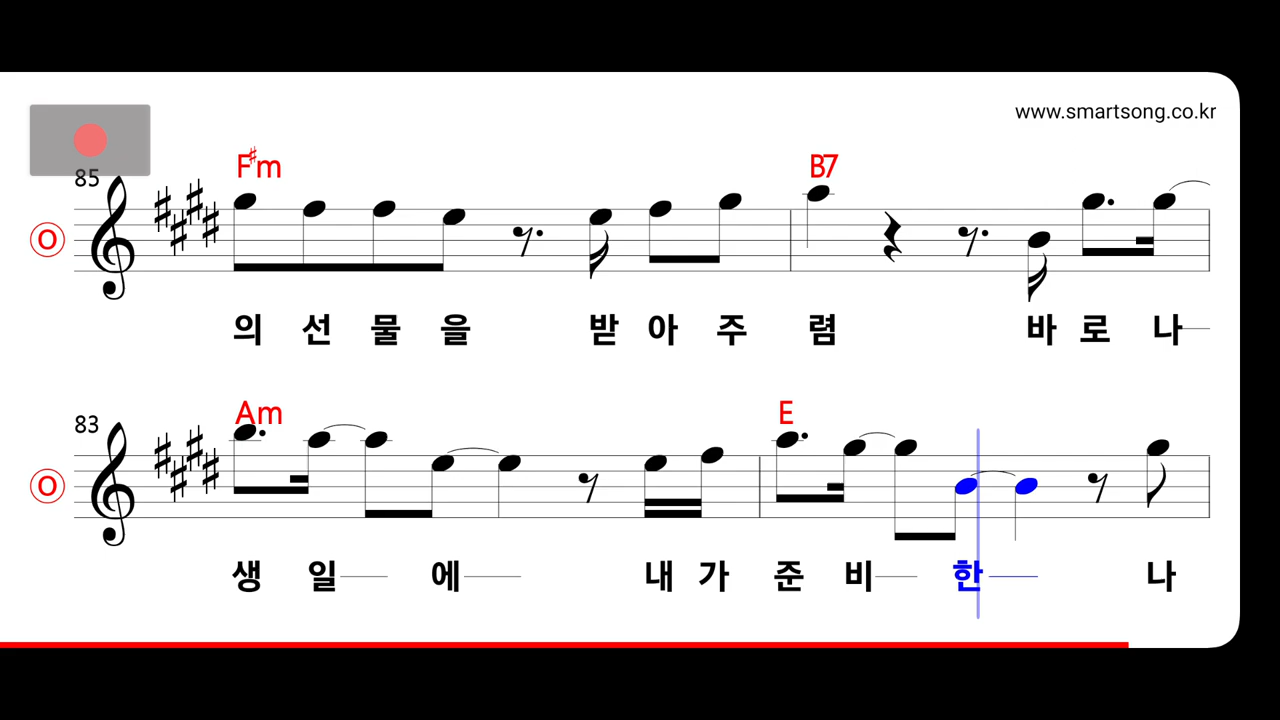 www.smartsong.co.kr
85
F♯m B7
O
의 선 물 을 받 아 주 렴 바 로 나
83
Am E
O
생 일 에 내 가 준 비 한 나